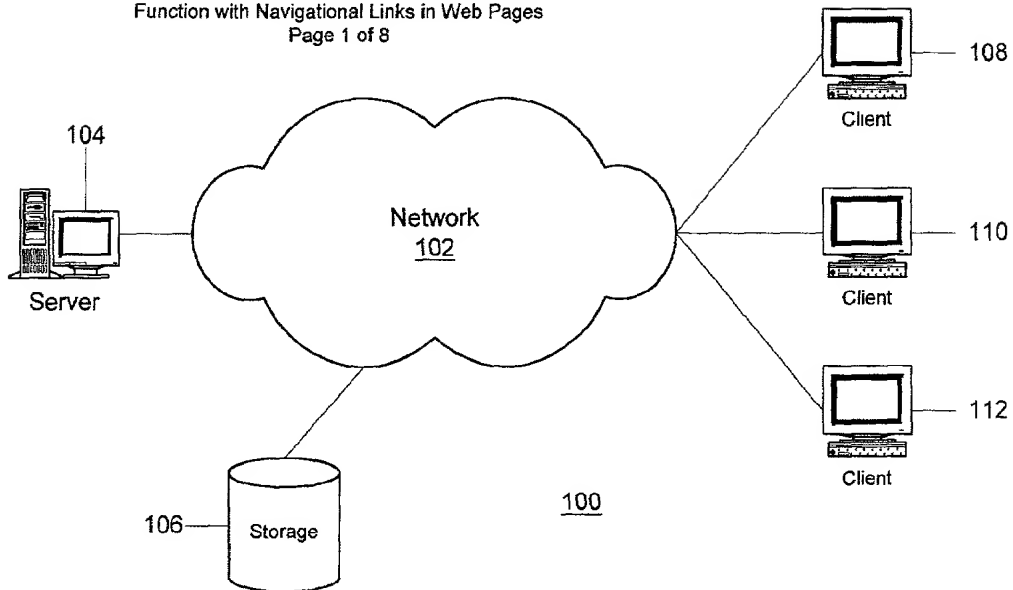 Function with Navigational Links in Web Pages
Page 1 of 8
108
Client
104
Network
102
110
Client
Server
112
Client
106
Storage
100